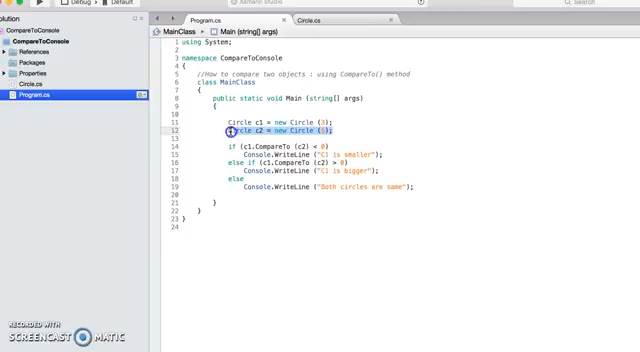 Debug
Default
Xamarin Studio
Search
Solution
Program.cs
Circle.cs
CompareToConsole
MainClass
Main (string[] args)
CompareToConsole
References
Packages
Properties
Circle.cs
Program.cs
1 using System;
2
3 namespace CompareToConsole
4 {
5 //How to compare two objects : using CompareTo() method
6 class MainClass
7 {
8 public static void Main (string[] args)
9 {
10
11 Circle c1 = new Circle (3);
12 Circle c2 = new Circle ( );
13
14 if (c1.CompareTo (c2) < 0)
15 Console.WriteLine ("C1 is smaller");
16 else if (c1.CompareTo (c2) > 0)
17 Console.WriteLine ("C1 is bigger");
18 else
19 Console.WriteLine ("Both circles are same");
20
21 }
22 }
23 }
24
RECORDED WITH
SCREENCAST MATIC